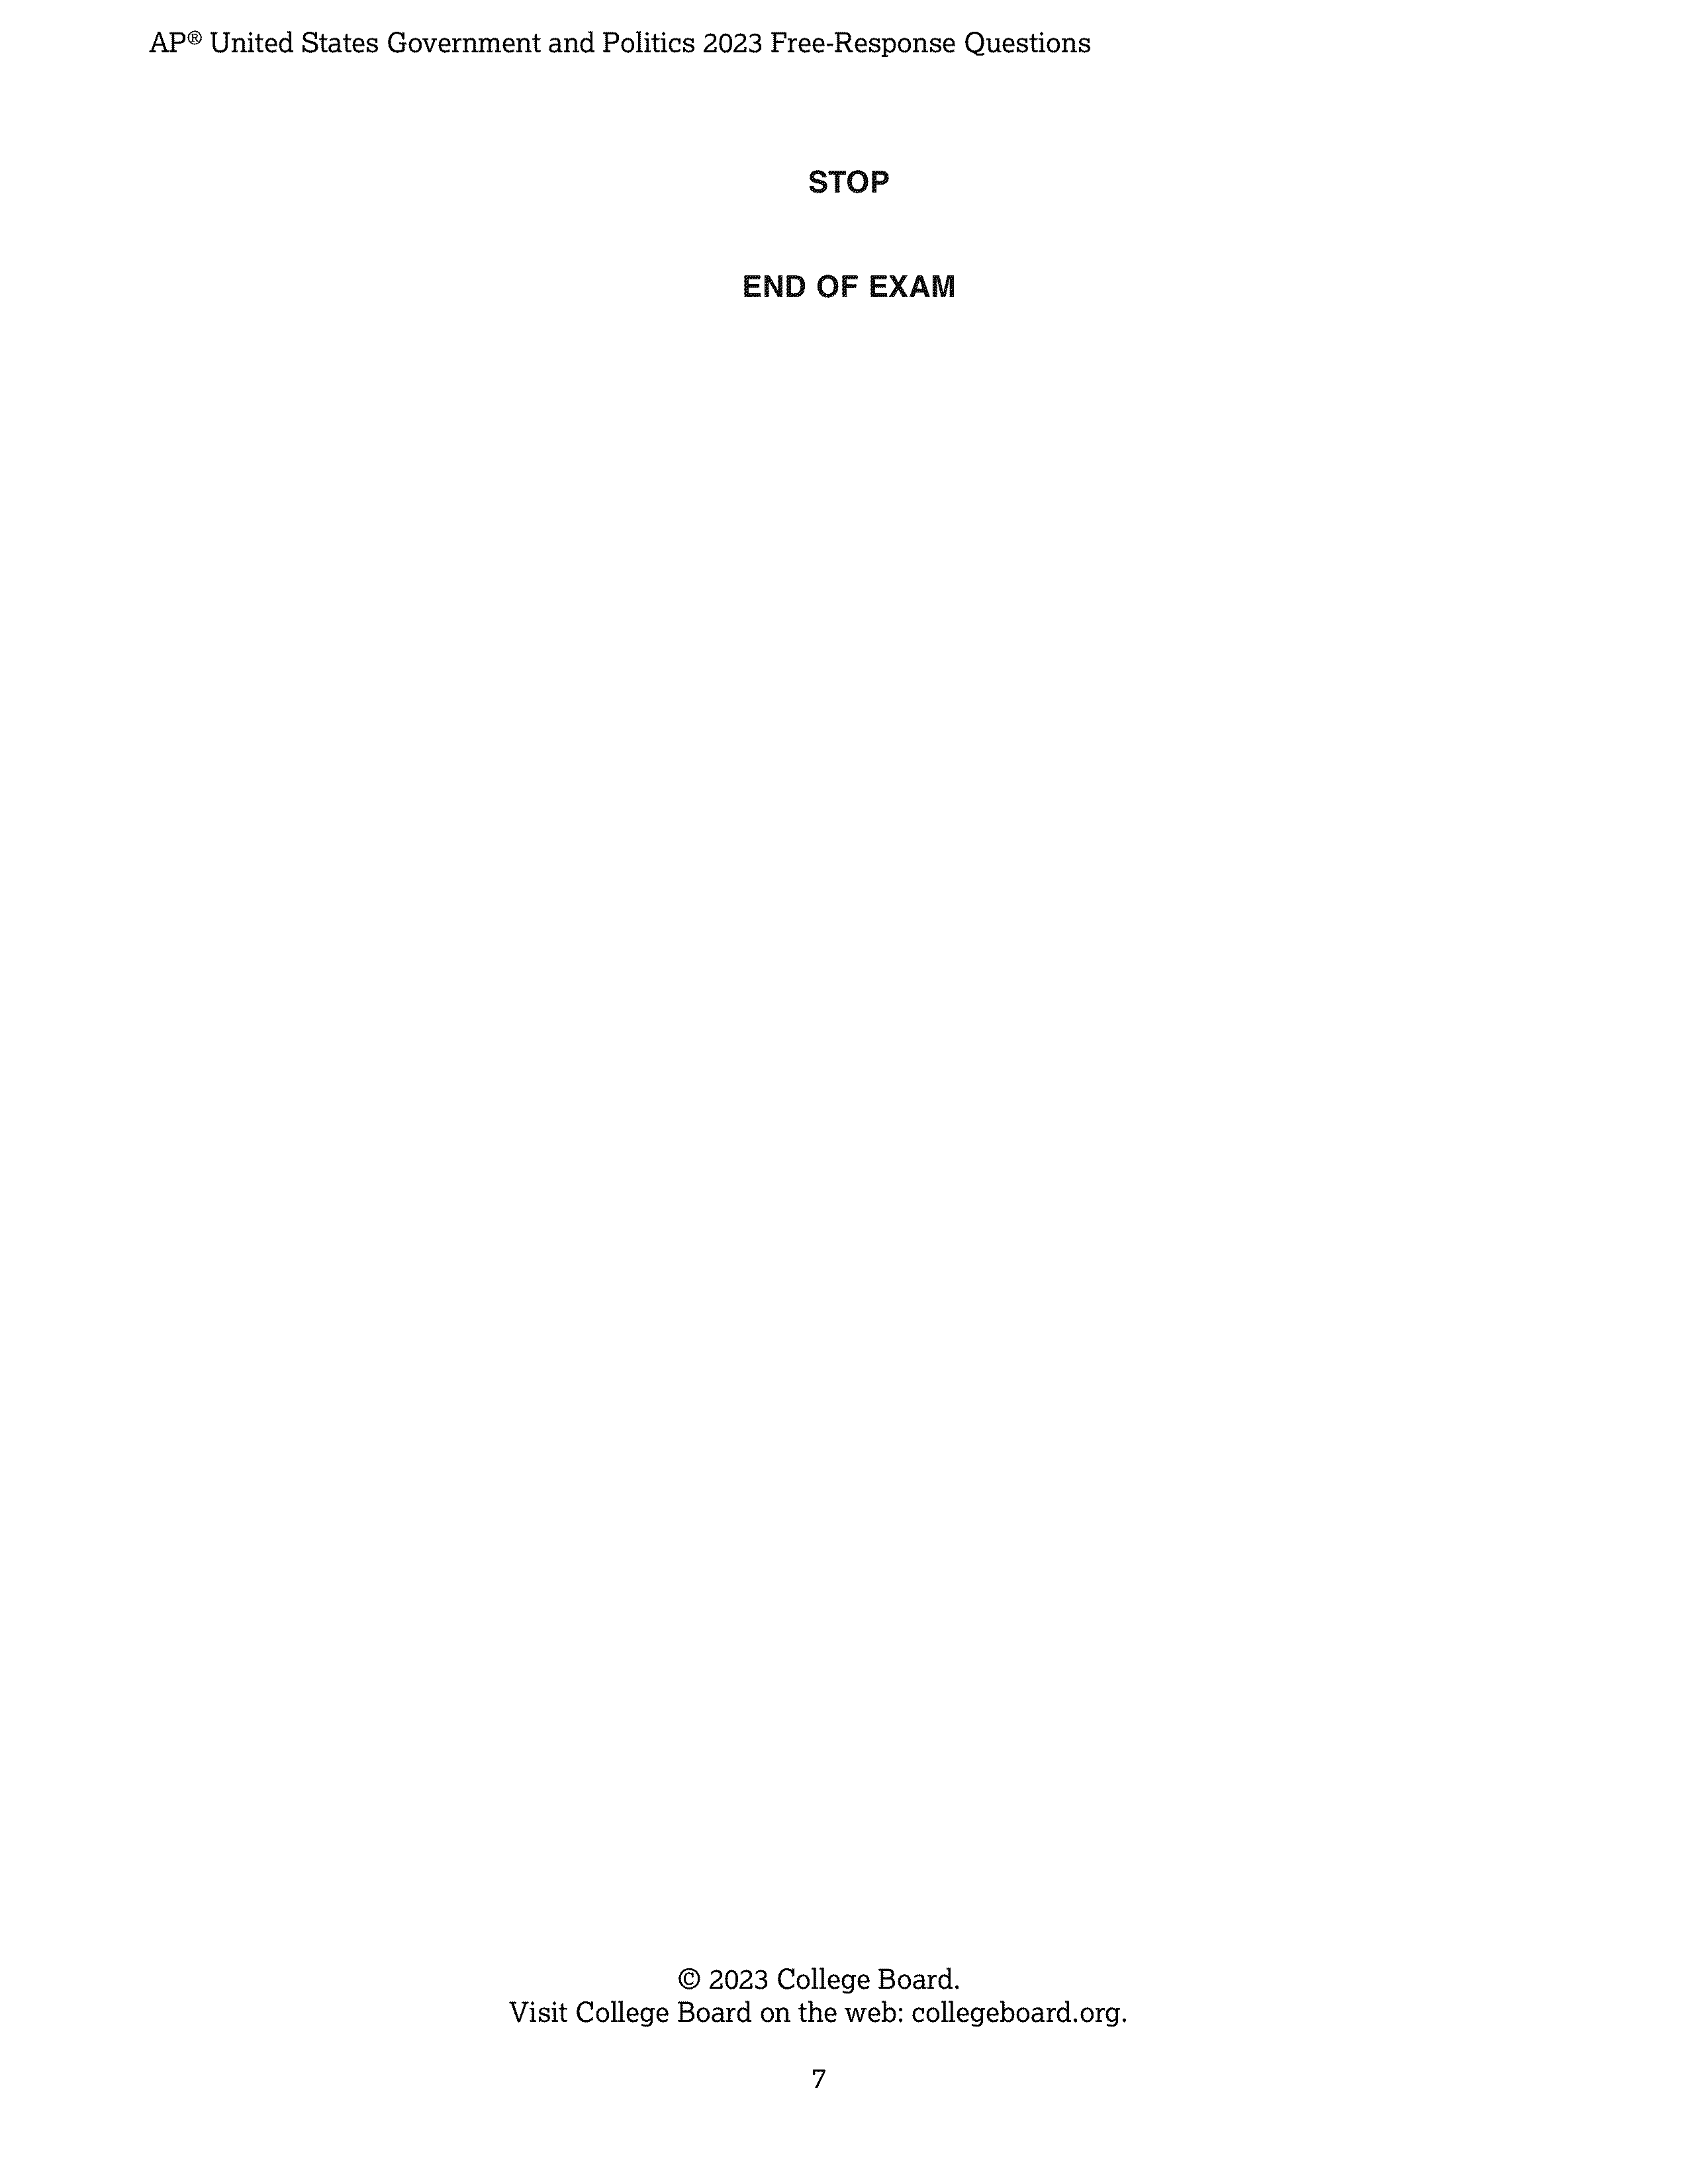 AP® United States Government and Politics 2023 Free-Response Questions
STOP
END OF EXAM
© 2023 College Board.
Visit College Board on the web: collegeboard.org.
7